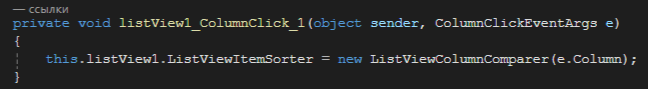 — ссылки
private void listView1_ColumnClick_1(object sender, ColumnClickEventArgs e)
{
this.listView1.ListViewItemSorter = new ListViewColumnComparer(e.Column);
}